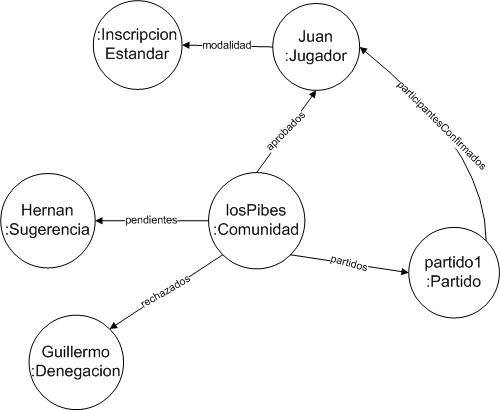 :Inscripcion
Estandar
modalidad
Juan
:Jugador
participantesConfirmados
aprobados
Hernan
:Sugerencia
pendientes
losPibes
:Comunidad
partidos
partido1
:Partido
rechazados
Guillermo
:Denegacion